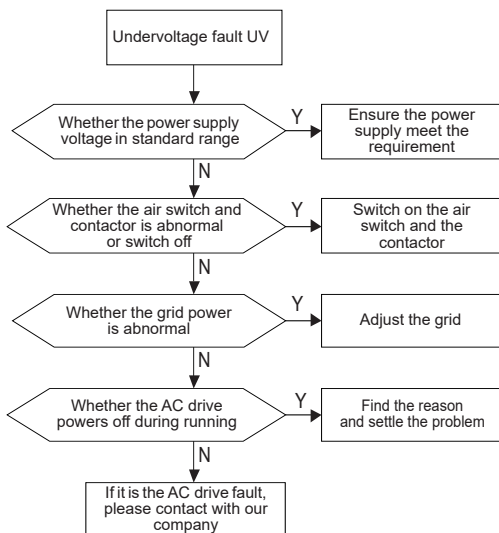 Undervoltage fault UV
Whether the power supply
voltage in standard range
Y
Ensure the power
supply meet the
requirement
N
Whether the air switch and
contactor is abnormal
or switch off
Y
Switch on the air
switch and the
contactor
N
Whether the grid power
is abnormal
Y
Adjust the grid
N
Whether the AC drive
powers off during running
Y
Find the reason
and settle the problem
N
If it is the AC drive fault,
please contact with our
company